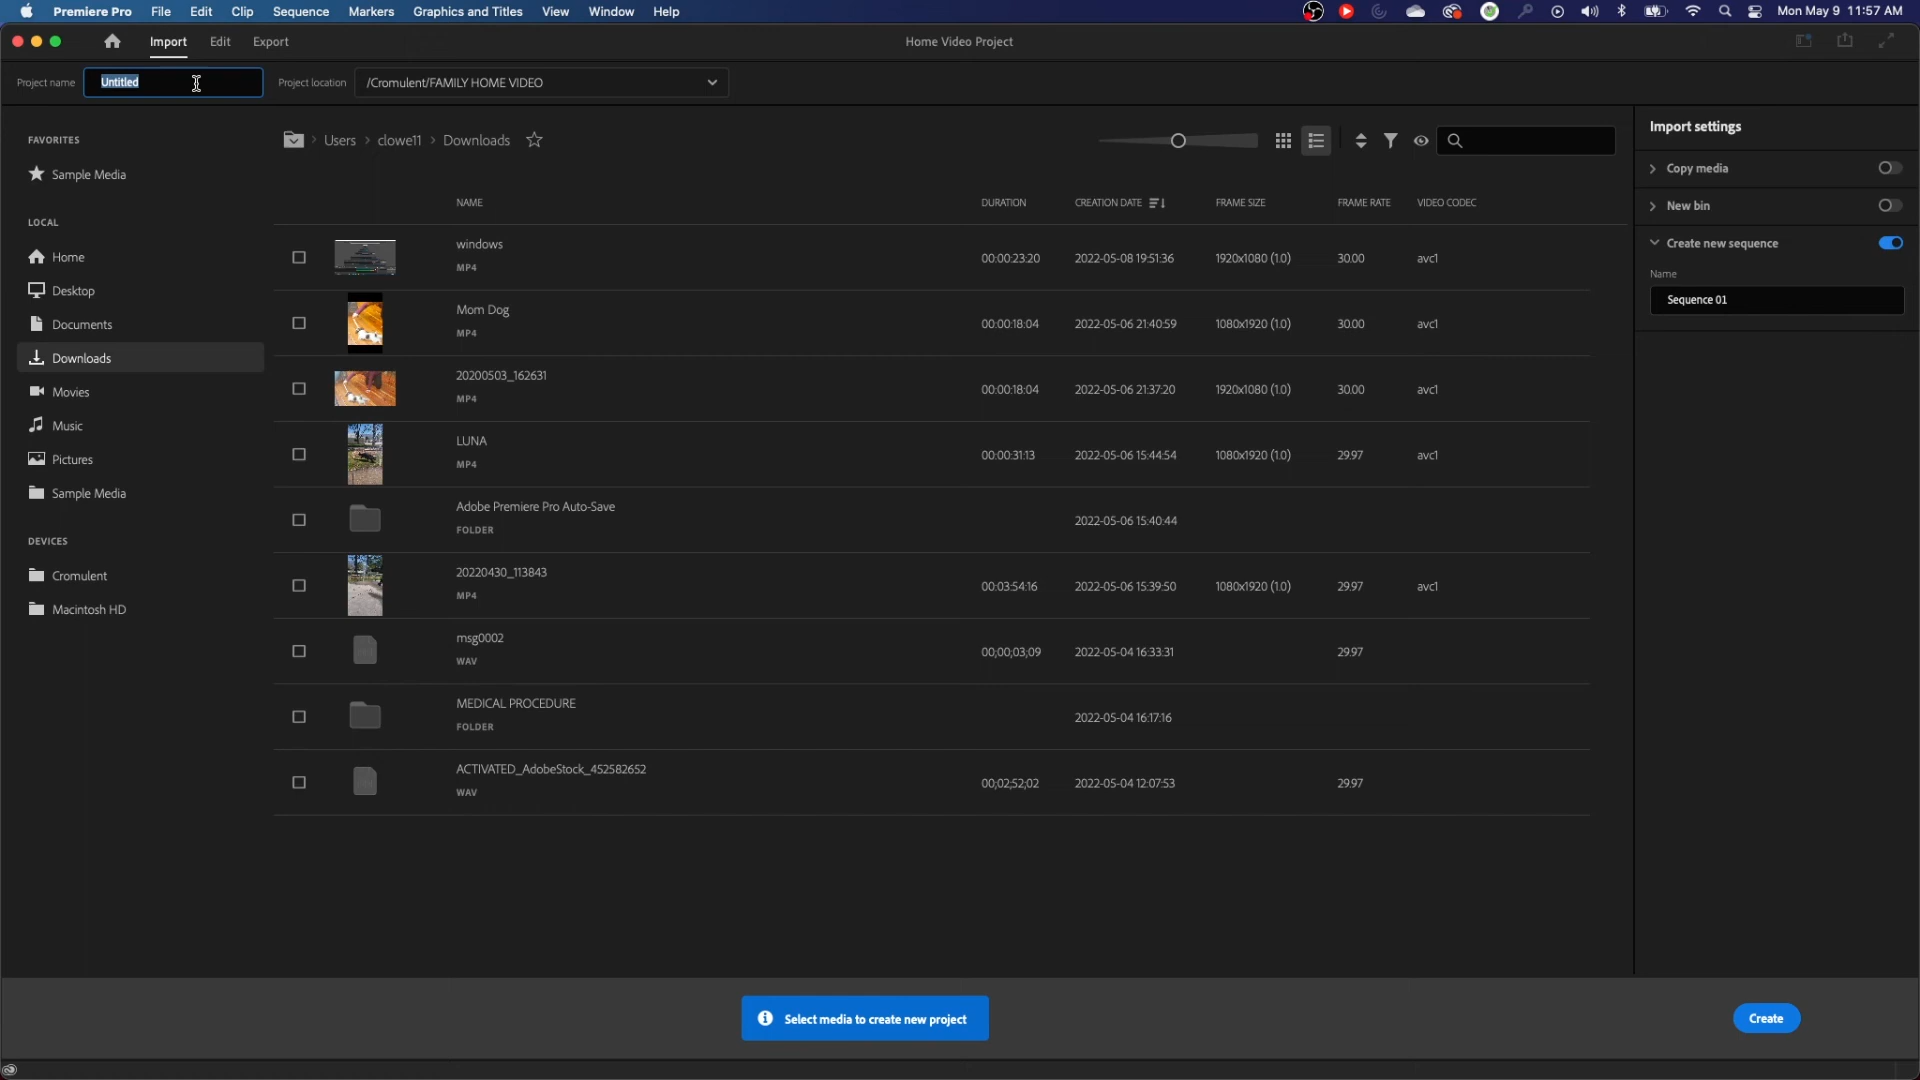 Premiere Pro File Edit Clip Sequence Markers Graphics and Titles View Window Help Mon May 9 11:57 AM
Import Edit Export Home Video Project
Project name Untitled Project location /Cromulent/FAMILY HOME VIDEO
FAVORITES
Sample Media
LOCAL
Home
Desktop
Documents
Downloads
Movies
Music
Pictures
Sample Media
DEVICES
Cromulent
Macintosh HD
Users > clowe11 > Downloads
NAME DURATION CREATION DATE FRAME SIZE FRAME RATE VIDEO CODEC
windows
MP4
00:00:23:20 2022-05-08 19:51:36 1920x1080 (1.0) 30.00 avc1
Mom Dog
MP4
00:00:18:04 2022-05-06 21:40:59 1080x1920 (1.0) 30.00 avc1
20200503_162631
MP4
00:00:18:04 2022-05-06 21:37:20 1920x1080 (1.0) 30.00 avc1
LUNA
MP4
00:00:31:13 2022-05-06 15:44:54 1080x1920 (1.0) 29.97 avc1
Adobe Premiere Pro Auto-Save
FOLDER
2022-05-06 15:40:44
20220430_113843
MP4
00:03:54:16 2022-05-06 15:39:50 1080x1920 (1.0) 29.97 avc1
msg0002
WAV
00;00;03;09 2022-05-04 16:33:31 29.97
MEDICAL PROCEDURE
FOLDER
2022-05-04 16:17:16
ACTIVATED_AdobeStock_452582652
WAV
00;02;52;02 2022-05-04 12:07:53 29.97
Import settings
Copy media
New bin
Create new sequence
Name
Sequence 01
Select media to create new project
Create